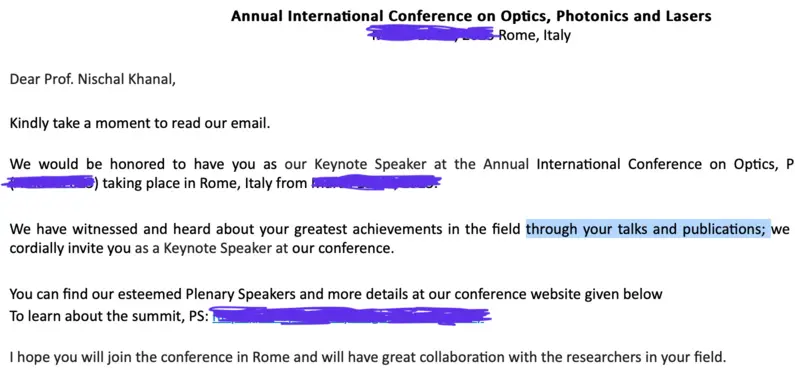 Annual International Conference on Optics, Photonics and Lasers
Rome, Italy
Dear Prof. Nischal Khanal,
Kindly take a moment to read our email.
We would be honored to have you as our Keynote Speaker at the Annual International Conference on Optics, P
) taking place in Rome, Italy from
We have witnessed and heard about your greatest achievements in the field through your talks and publications; we
cordially invite you as a Keynote Speaker at our conference.
You can find our esteemed Plenary Speakers and more details at our conference website given below
To learn about the summit, PS:
I hope you will join the conference in Rome and will have great collaboration with the researchers in your field.